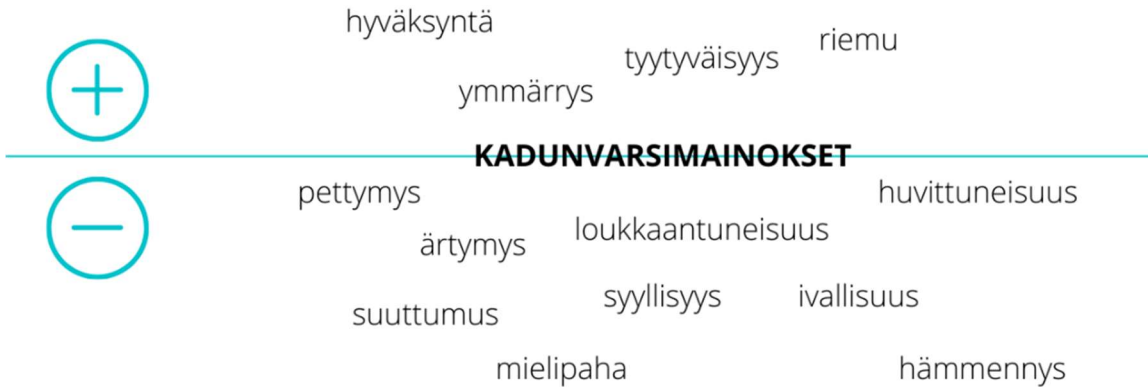 hyväksyntä
riemu
tyytyväisyys
ymmärrys
KADUNVARSIMAINOKSET
pettymys
huvittuneisuus
loukkaantuneisuus
ärtymys
syyllisyys
ivallisuus
suuttumus
mielipaha
hämmennys